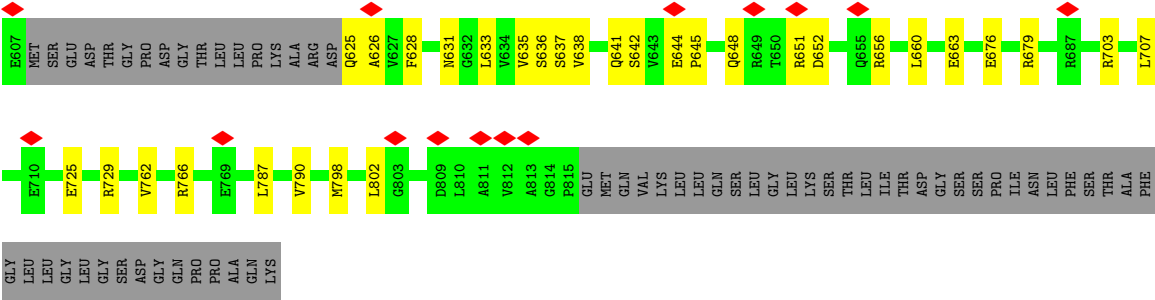 E607 MET SER GLU ASP THR GLY PRO ASP GLY THR LEU LEU PRO LYS ALA ARG ASP Q625 A626 V627 F628 N631 G632 L633 V634 V635 S636 S637 V638 Q641 S642 V643 E644 P645 Q648 R649 T650 R651 D652 Q655 R656 L660 E663 E676 R679 R687 R703 L707
E710 E725 R729 V762 R766 E769 L787 V790 M798 L802 G803 D809 L810 A811 V812 A813 G814 P815 GLU MET GLN VAL LYS LEU LEU GLN SER LEU GLY LEU LYS SER THR LEU ILE THR ASP GLY SER SER PRO ILE ASN LEU PHE SER THR ALA PHE
GLY LEU LEU GLY LEU GLY SER ASP GLY GLN PRO PRO ALA GLN LYS